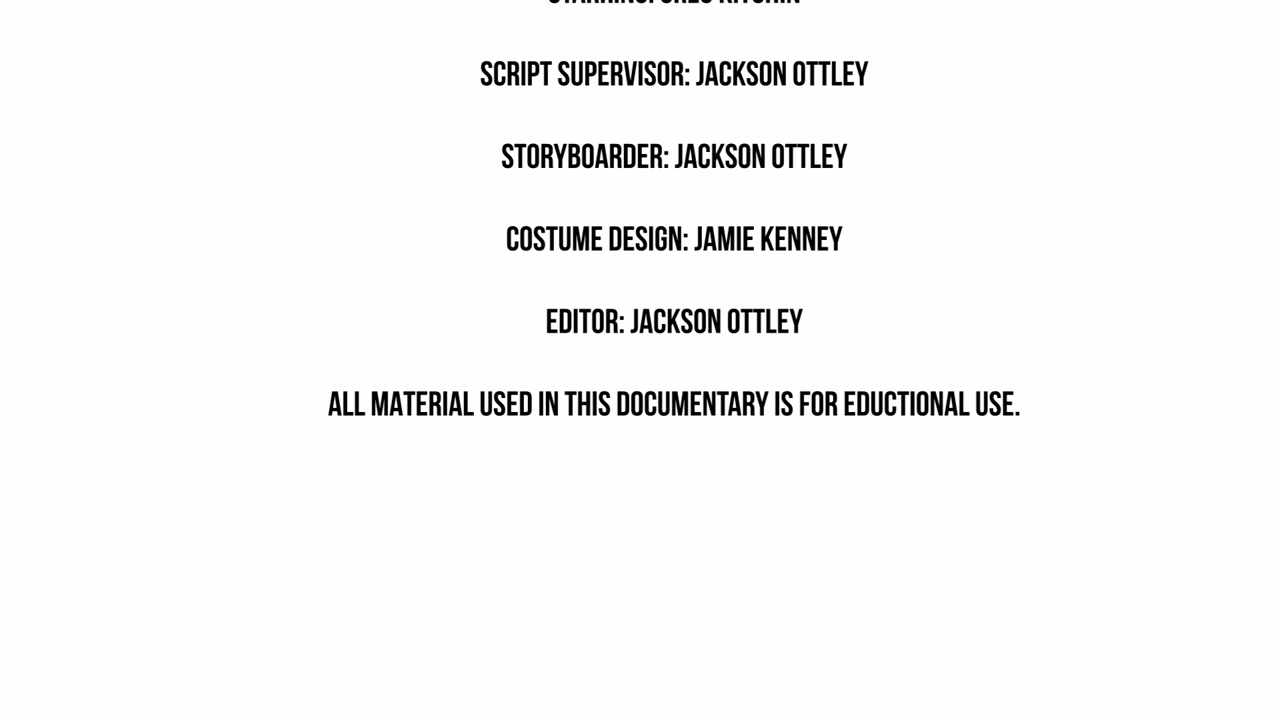 SCRIPT SUPERVISOR: JACKSON OTTLEY
STORYBOARDER: JACKSON OTTLEY
COSTUME DESIGN: JAMIE KENNEY
EDITOR: JACKSON OTTLEY
ALL MATERIAL USED IN THIS DOCUMENTARY IS FOR EDUCTIONAL USE.